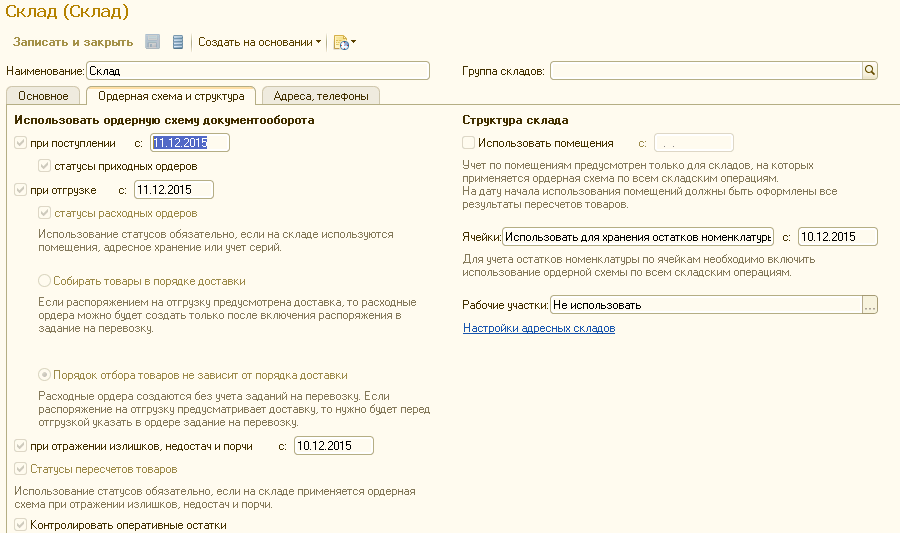 Склад (Склад)
Записать и закрыть
Создать на основании
Наименование: Склад
Группа складов:
Основное
Ордерная схема и структура
Адреса, телефоны
Использовать ордерную схему документооборота
при поступлении с: 11.12.2015
статусы приходных ордеров
при отгрузке с: 11.12.2015
статусы расходных ордеров
Использование статусов обязательно, если на складе используются
помещения, адресное хранение или учет серий.
Собирать товары в порядке доставки
Если распоряжением на отгрузку предусмотрена доставка, то расходные
ордера можно будет создать только после включения распоряжения в
задание на перевозку.
Порядок отбора товаров не зависит от порядка доставки
Расходные ордера создаются без учета заданий на перевозку. Если
распоряжение на отгрузку предусматривает доставку, то нужно будет перед
отгрузкой указать в ордере задание на перевозку.
при отражении излишков, недостач и порчи с: 10.12.2015
Статусы пересчетов товаров
Использование статусов обязательно, если на складе применяется ордерная
схема при отражении излишков, недостач и порчи.
Контролировать оперативные остатки
Структура склада
Использовать помещения с: . .
Учет по помещениям предусмотрен только для складов, на которых
применяется ордерная схема по всем складским операциям.
На дату начала использования помещений должны быть оформлены все
результаты пересчетов товаров.
Ячейки: Использовать для хранения остатков номенклатуры с: 10.12.2015
Для учета остатков номенклатуры по ячейкам необходимо включить
использование ордерной схемы по всем складским операциям.
Рабочие участки: Не использовать ...
Настройки адресных складов